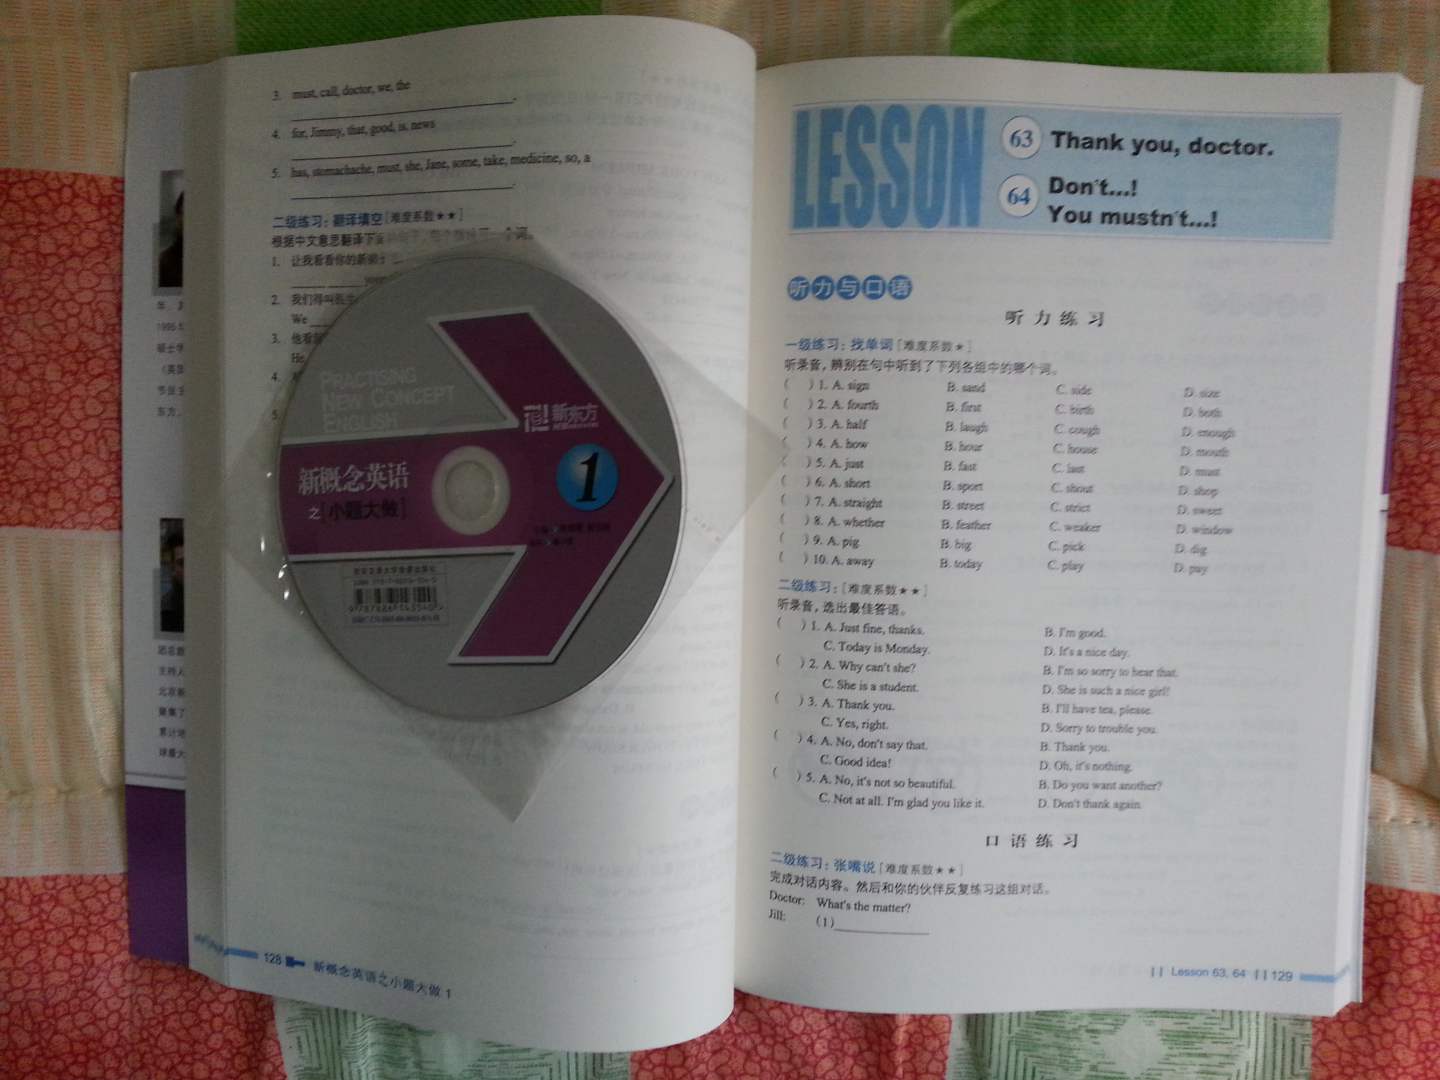 3. must, call, doctor, we, the
4. for, Jimmy, that, good, is, news
5. has, stomachache, must, she, Jane, some, take, medicine, so, a
二级练习：翻译填空[难度系数★★]
根据中文意思翻译下 个词。
1. 让我看看你的新
2. 我们得叫医
We
3. 他看
He
4.
5.
PRACTISING
NEW CONCEPT
ENGLISH
新东方
新概念英语
之[小题大做]
1
128
新概念英语之小题大做 1
LESSON
63 Thank you, doctor.
64 Don't...!
You mustn't...!
听力与口语
听力练习
一级练习：找单词[难度系数★]
听录音，辨别在句中听到了下列各组中的哪个词。
( ) 1. A. sign B. sand C. side D. size
( ) 2. A. fourth B. first C. birth D. both
( ) 3. A. half B. laugh C. cough D. enough
( ) 4. A. how B. hour C. house D. mouth
( ) 5. A. just B. fast C. last D. must
( ) 6. A. short B. sport C. shout D. shop
( ) 7. A. straight B. street C. strict D. sweet
( ) 8. A. whether B. feather C. weaker D. window
( ) 9. A. pig B. big C. pick D. dig
( ) 10. A. away B. today C. play D. pay
二级练习：[难度系数★★]
听录音，选出最佳答语。
( ) 1. A. Just fine, thanks. B. I'm good.
C. Today is Monday. D. It's a nice day.
( ) 2. A. Why can't she? B. I'm so sorry to hear that.
C. She is a student. D. She is such a nice girl!
( ) 3. A. Thank you. B. I'll have tea, please.
C. Yes, right. D. Sorry to trouble you.
( ) 4. A. No, don't say that. B. Thank you.
C. Good idea! D. Oh, it's nothing.
( ) 5. A. No, it's not so beautiful. B. Do you want another?
C. Not at all. I'm glad you like it. D. Don't thank again.
口语练习
二级练习：张嘴说[难度系数★★]
完成对话内容。然后和你的伙伴反复练习这组对话。
Doctor: What's the matter?
Jill: (1)
Lesson 63, 64 129